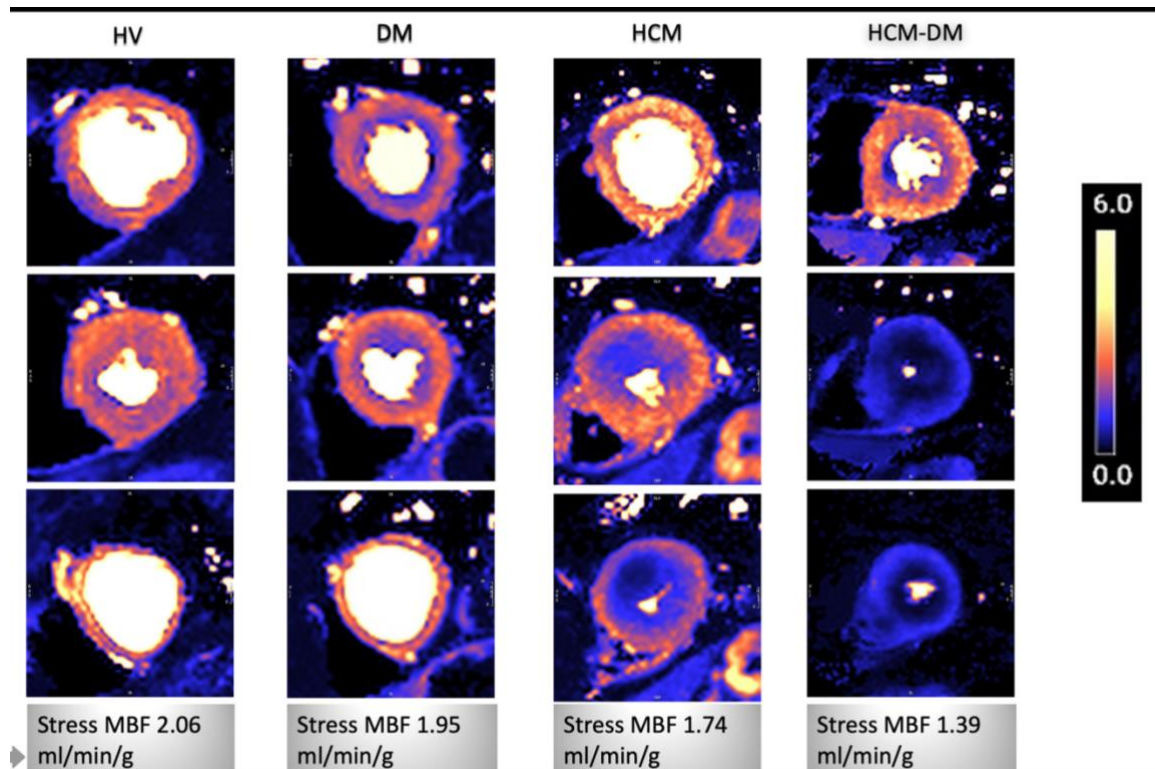 HV
DM
HCM
HCM-DM
6.0
0.0
Stress MBF 2.06
ml/min/g
Stress MBF 1.95
ml/min/g
Stress MBF 1.74
ml/min/g
Stress MBF 1.39
ml/min/g